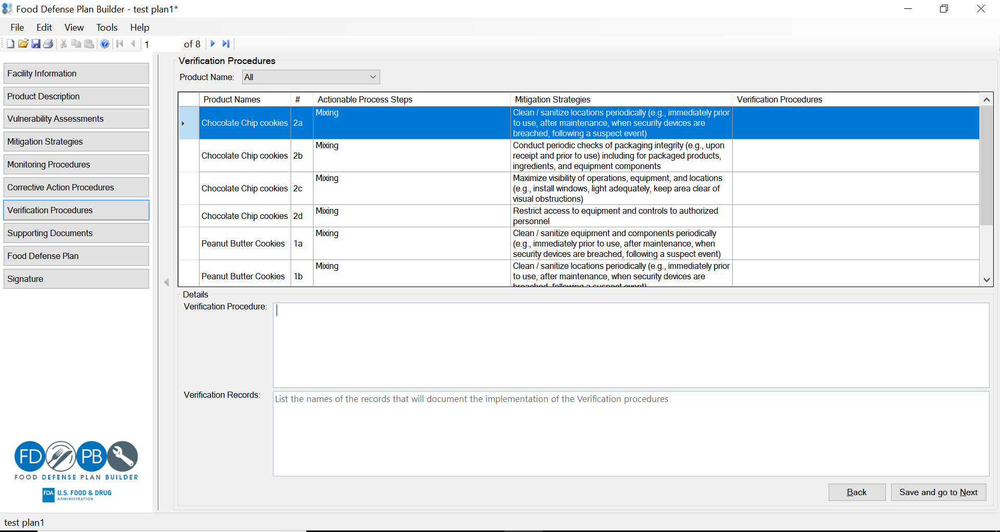 Food Defense Plan Builder - test plan1*
File Edit View Tools Help
1 of 8
Facility Information
Product Description
Vulnerability Assessments
Mitigation Strategies
Monitoring Procedures
Corrective Action Procedures
Verification Procedures
Supporting Documents
Food Defense Plan
Signature
FD PB
FOOD DEFENSE PLAN BUILDER
FDA U.S. FOOD & DRUG
ADMINISTRATION
Verification Procedures
Product Name: All
Product Names # Actionable Process Steps Mitigation Strategies Verification Procedures
Chocolate Chip cookies 2a Mixing Clean / sanitize locations periodically (e.g., immediately prior
to use, after maintenance, when security devices are
breached, following a suspect event)
Chocolate Chip cookies 2b Mixing Conduct periodic checks of packaging integrity (e.g., upon
receipt and prior to use) including for packaged products,
ingredients, and equipment components
Chocolate Chip cookies 2c Mixing Maximize visibility of operations, equipment, and locations
(e.g., install windows, light adequately, keep area clear of
visual obstructions)
Chocolate Chip cookies 2d Mixing Restrict access to equipment and controls to authorized
personnel
Peanut Butter Cookies 1a Mixing Clean / sanitize equipment and components periodically
(e.g., immediately prior to use, after maintenance, when
security devices are breached, following a suspect event)
Peanut Butter Cookies 1b Mixing Clean / sanitize locations periodically (e.g., immediately prior
to use, after maintenance, when security devices are
breached, following a suspect event)
Details
Verification Procedure:
Verification Records: List the names of the records that will document the implementation of the Verification procedures
Back Save and go to Next
test plan1